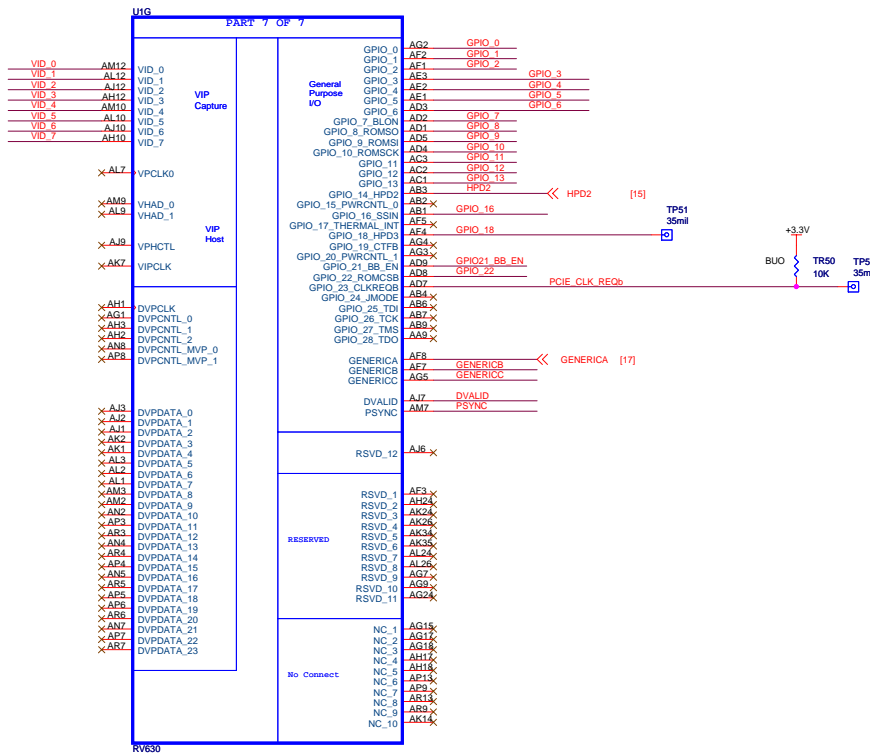 U1G
PART 7 OF 7
VID_0 AM12 VID_0
VID_1 AL12 VID_1
VID_2 AJ12 VID_2
VID_3 AH12 VID_3
VID_4 AM10 VID_4
VID_5 AL10 VID_5
VID_6 AJ10 VID_6
VID_7 AH10 VID_7
VIP
Capture
AL7 VPCLK0
AM9 VHAD_0
AL9 VHAD_1
VIP
Host
AJ9 VPHCTL
AK7 VIPCLK
AH1 DVPCLK
AG1 DVPCNTL_0
AH3 DVPCNTL_1
AH2 DVPCNTL_2
AN8 DVPCNTL_MVP_0
AP8 DVPCNTL_MVP_1
AJ3 DVPDATA_0
AJ2 DVPDATA_1
AJ1 DVPDATA_2
AK2 DVPDATA_3
AK1 DVPDATA_4
AL3 DVPDATA_5
AL2 DVPDATA_6
AL1 DVPDATA_7
AM3 DVPDATA_8
AM2 DVPDATA_9
AN2 DVPDATA_10
AP3 DVPDATA_11
AR3 DVPDATA_12
AN4 DVPDATA_13
AR4 DVPDATA_14
AP4 DVPDATA_15
AN5 DVPDATA_16
AR5 DVPDATA_17
AP5 DVPDATA_18
AP6 DVPDATA_19
AR6 DVPDATA_20
AN7 DVPDATA_21
AP7 DVPDATA_22
AR7 DVPDATA_23
General
Purpose
I/O
GPIO_0 AG2 GPIO_0
GPIO_1 AF2 GPIO_1
GPIO_2 AF1 GPIO_2
GPIO_3 AE3 GPIO_3
GPIO_4 AE2 GPIO_4
GPIO_5 AE1 GPIO_5
GPIO_6 AD3 GPIO_6
GPIO_7_BLON AD2 GPIO_7
GPIO_8_ROMSO AD1 GPIO_8
GPIO_9_ROMSI AD5 GPIO_9
GPIO_10_ROMSCK AD4 GPIO_10
GPIO_11 AC3 GPIO_11
GPIO_12 AC2 GPIO_12
GPIO_13 AC1 GPIO_13
GPIO_14_HPD2 AB3 HPD2 HPD2 [15]
GPIO_15_PWRCNTL_0 AB2
GPIO_16_SSIN AB1 GPIO_16
GPIO_17_THERMAL_INT AF5
GPIO_18_HPD3 AF4 GPIO_18
TP51
35mil
GPIO_19_CTFB AG4
GPIO_20_PWRCNTL_1 AG3
GPIO_21_BB_EN AD9 GPIO21_BB_EN
GPIO_22_ROMCSB AD8 GPIO_22
GPIO_23_CLKREQB AD7 PCIE_CLK_REQb
+3.3V
BUO
TR50
10K
TP5
35m
GPIO_24_JMODE AB4
GPIO_25_TDI AB6
GPIO_26_TCK AB7
GPIO_27_TMS AB9
GPIO_28_TDO AA9
GENERICA AF8 GENERICA [17]
GENERICB AF7 GENERICB
GENERICC AG5 GENERICC
DVALID AJ7 DVALID
PSYNC AM7 PSYNC
RSVD_12 AJ6
RESERVED
RSVD_1 AF3
RSVD_2 AH24
RSVD_3 AK24
RSVD_4 AK26
RSVD_5 AK34
RSVD_6 AK35
RSVD_7 AL24
RSVD_8 AL26
RSVD_9 AG7
RSVD_10 AG9
RSVD_11 AG24
No Connect
NC_1 AG15
NC_2 AG17
NC_3 AG18
NC_4 AH17
NC_5 AH18
NC_6 AP13
NC_7 AP9
NC_8 AR13
NC_9 AR9
NC_10 AK14
RV630